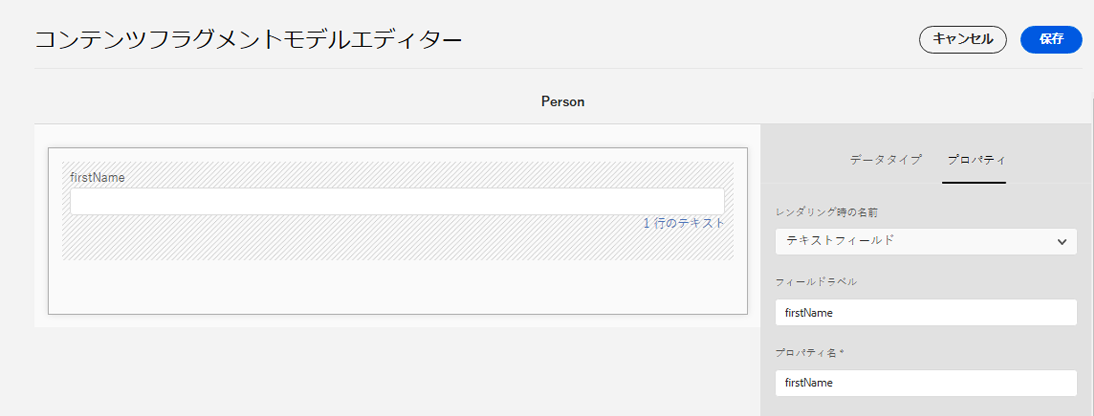 コンテンツフラグメントモデルエディター
キャンセル
保存
Person
firstName
1 行のテキスト
データタイプ
プロパティ
レンダリング時の名前
テキストフィールド
フィールドラベル
firstName
プロパティ名 *
firstName